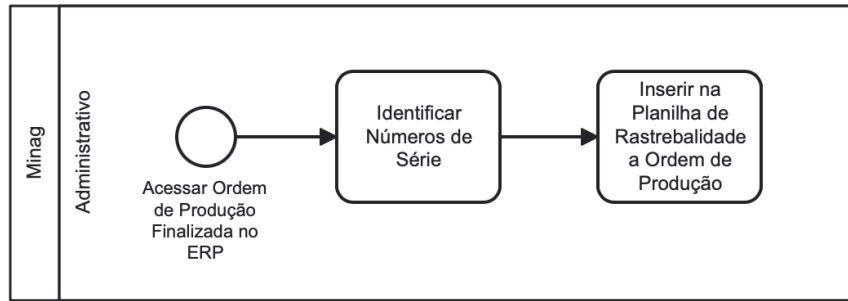 Minag
Administrativo
Acessar Ordem
de Produção
Finalizada no
ERP
Identificar
Números de
Série
Inserir na
Planilha de
Rastrebalidade
a Ordem de
Produção